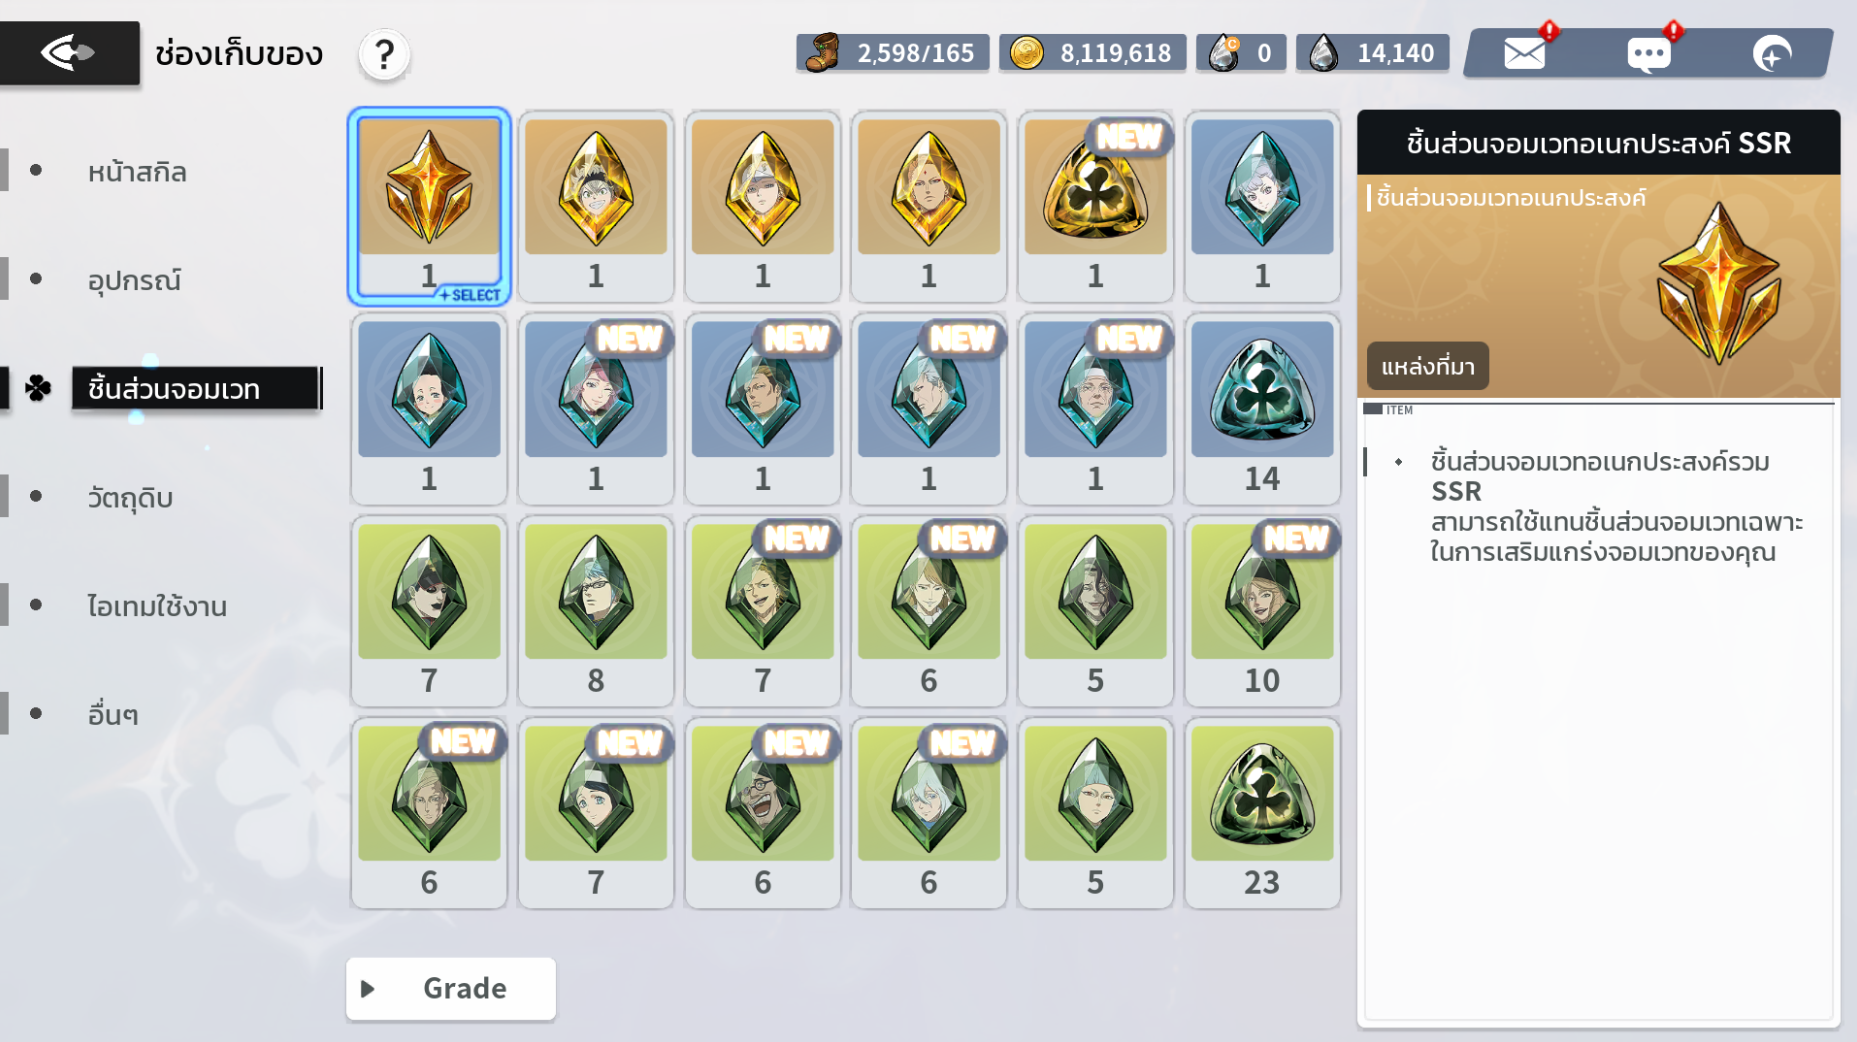 ช่องเก็บของ
?
2,598/165
8,119,618
0
14,140
หน้าสกิล
อุปกรณ์
ชิ้นส่วนจอมเวท
วัตถุดิบ
ไอเทมใช้งาน
อื่นๆ
NEW
1 1 1 1 1 1
SELECT
NEW NEW NEW NEW
1 1 1 1 1 14
NEW NEW NEW
7 8 7 6 5 10
NEW NEW NEW NEW
6 7 6 6 5 23
Grade
ชิ้นส่วนจอมเวทอเนกประสงค์ SSR
ชิ้นส่วนจอมเวทอเนกประสงค์
แหล่งที่มา
ITEM
ชิ้นส่วนจอมเวทอเนกประสงค์รวม
SSR
สามารถใช้แทนชิ้นส่วนจอมเวทเฉพาะ
ในการเสริมแกร่งจอมเวทของคุณ